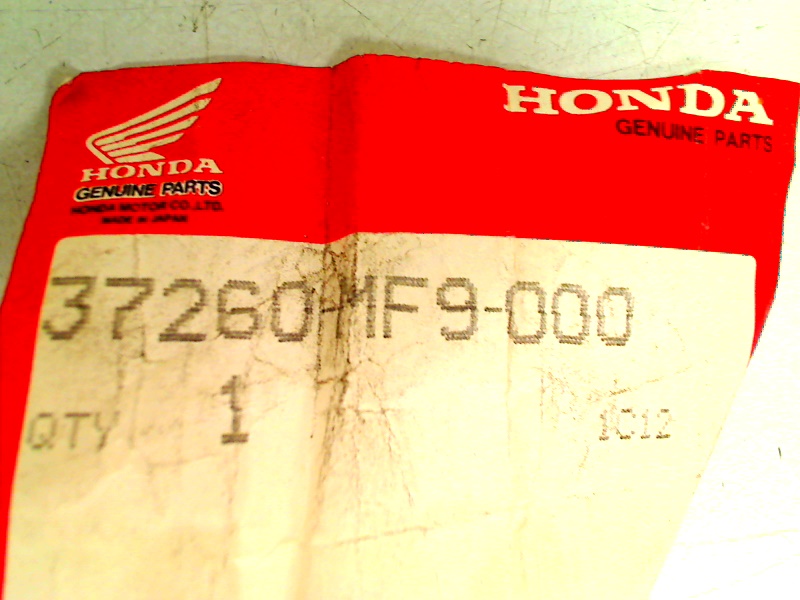 HONDA
GENUINE PARTS
HONDA MOTOR CO.,LTD.
MADE IN JAPAN
HONDA
GENUINE PARTS
37260-MF9-000
QTY 1
1C12